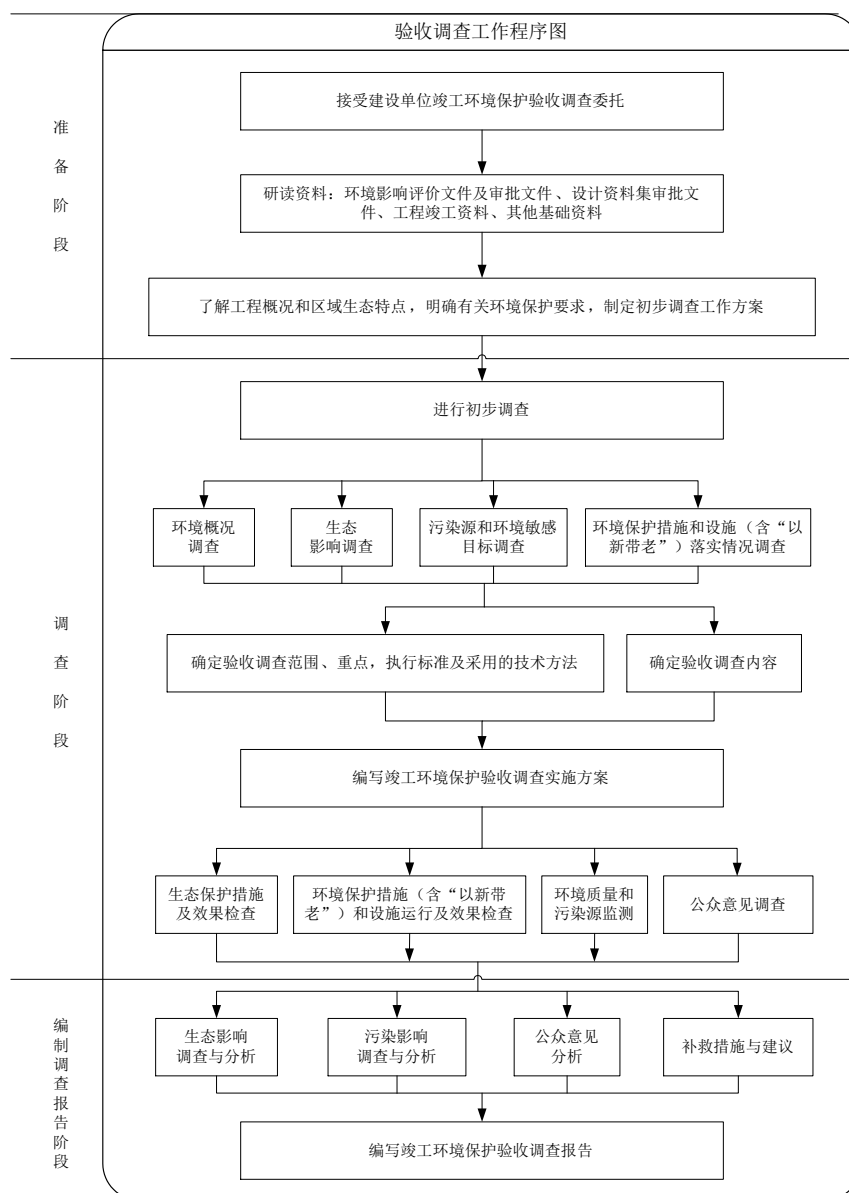 验收调查工作程序图
准备阶段
接受建设单位竣工环境保护验收调查委托
研读资料：环境影响评价文件及审批文件、设计资料集审批文
件、工程竣工资料、其他基础资料
了解工程概况和区域生态特点，明确有关环境保护要求，制定初步调查工作方案
调查阶段
进行初步调查
环境概况
调查
生态
影响调查
污染源和环境敏感
目标调查
环境保护措施和设施（含“以
新带老”）落实情况调查
确定验收调查范围、重点，执行标准及采用的技术方法
确定验收调查内容
编写竣工环境保护验收调查实施方案
生态保护措施
及效果检查
环境保护措施（含“以新带
老”）和设施运行及效果检查
环境质量和
污染源监测
公众意见调查
编制调查报告阶段
生态影响
调查与分析
污染影响
调查与分析
公众意见
分析
补救措施与建议
编写竣工环境保护验收调查报告